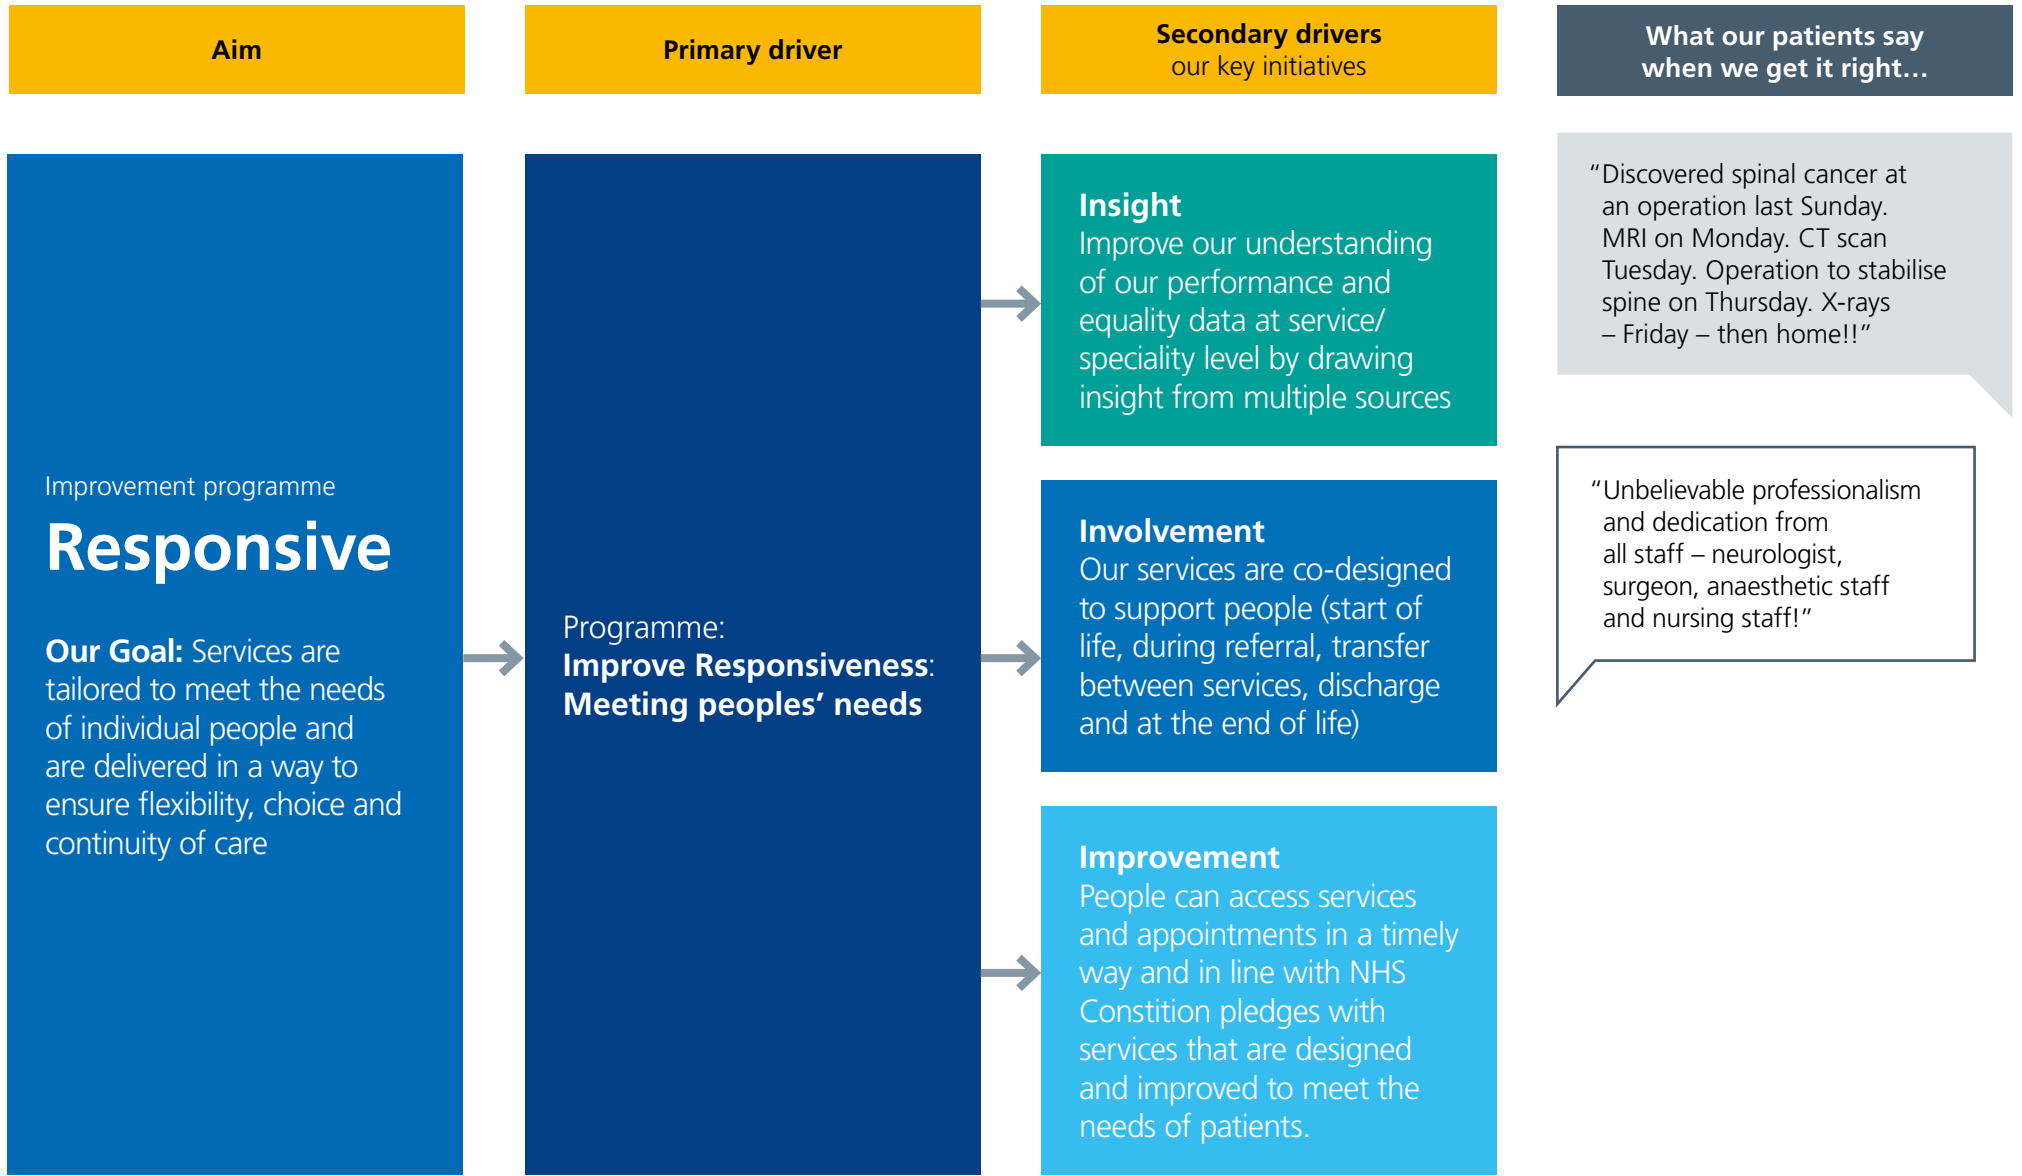 Aim
Primary driver
Secondary drivers
our key initiatives
What our patients say
when we get it right…
Improvement programme
Responsive
Our Goal: Services are
tailored to meet the needs
of individual people and
are delivered in a way to
ensure flexibility, choice and
continuity of care
Programme:
Improve Responsiveness:
Meeting peoples’ needs
Insight
Improve our understanding
of our performance and
equality data at service/
speciality level by drawing
insight from multiple sources
Involvement
Our services are co-designed
to support people (start of
life, during referral, transfer
between services, discharge
and at the end of life)
Improvement
People can access services
and appointments in a timely
way and in line with NHS
Constition pledges with
services that are designed
and improved to meet the
needs of patients.
“Discovered spinal cancer at
an operation last Sunday.
MRI on Monday. CT scan
Tuesday. Operation to stabilise
spine on Thursday. X-rays
– Friday – then home!!”
“Unbelievable professionalism
and dedication from
all staff – neurologist,
surgeon, anaesthetic staff
and nursing staff!”